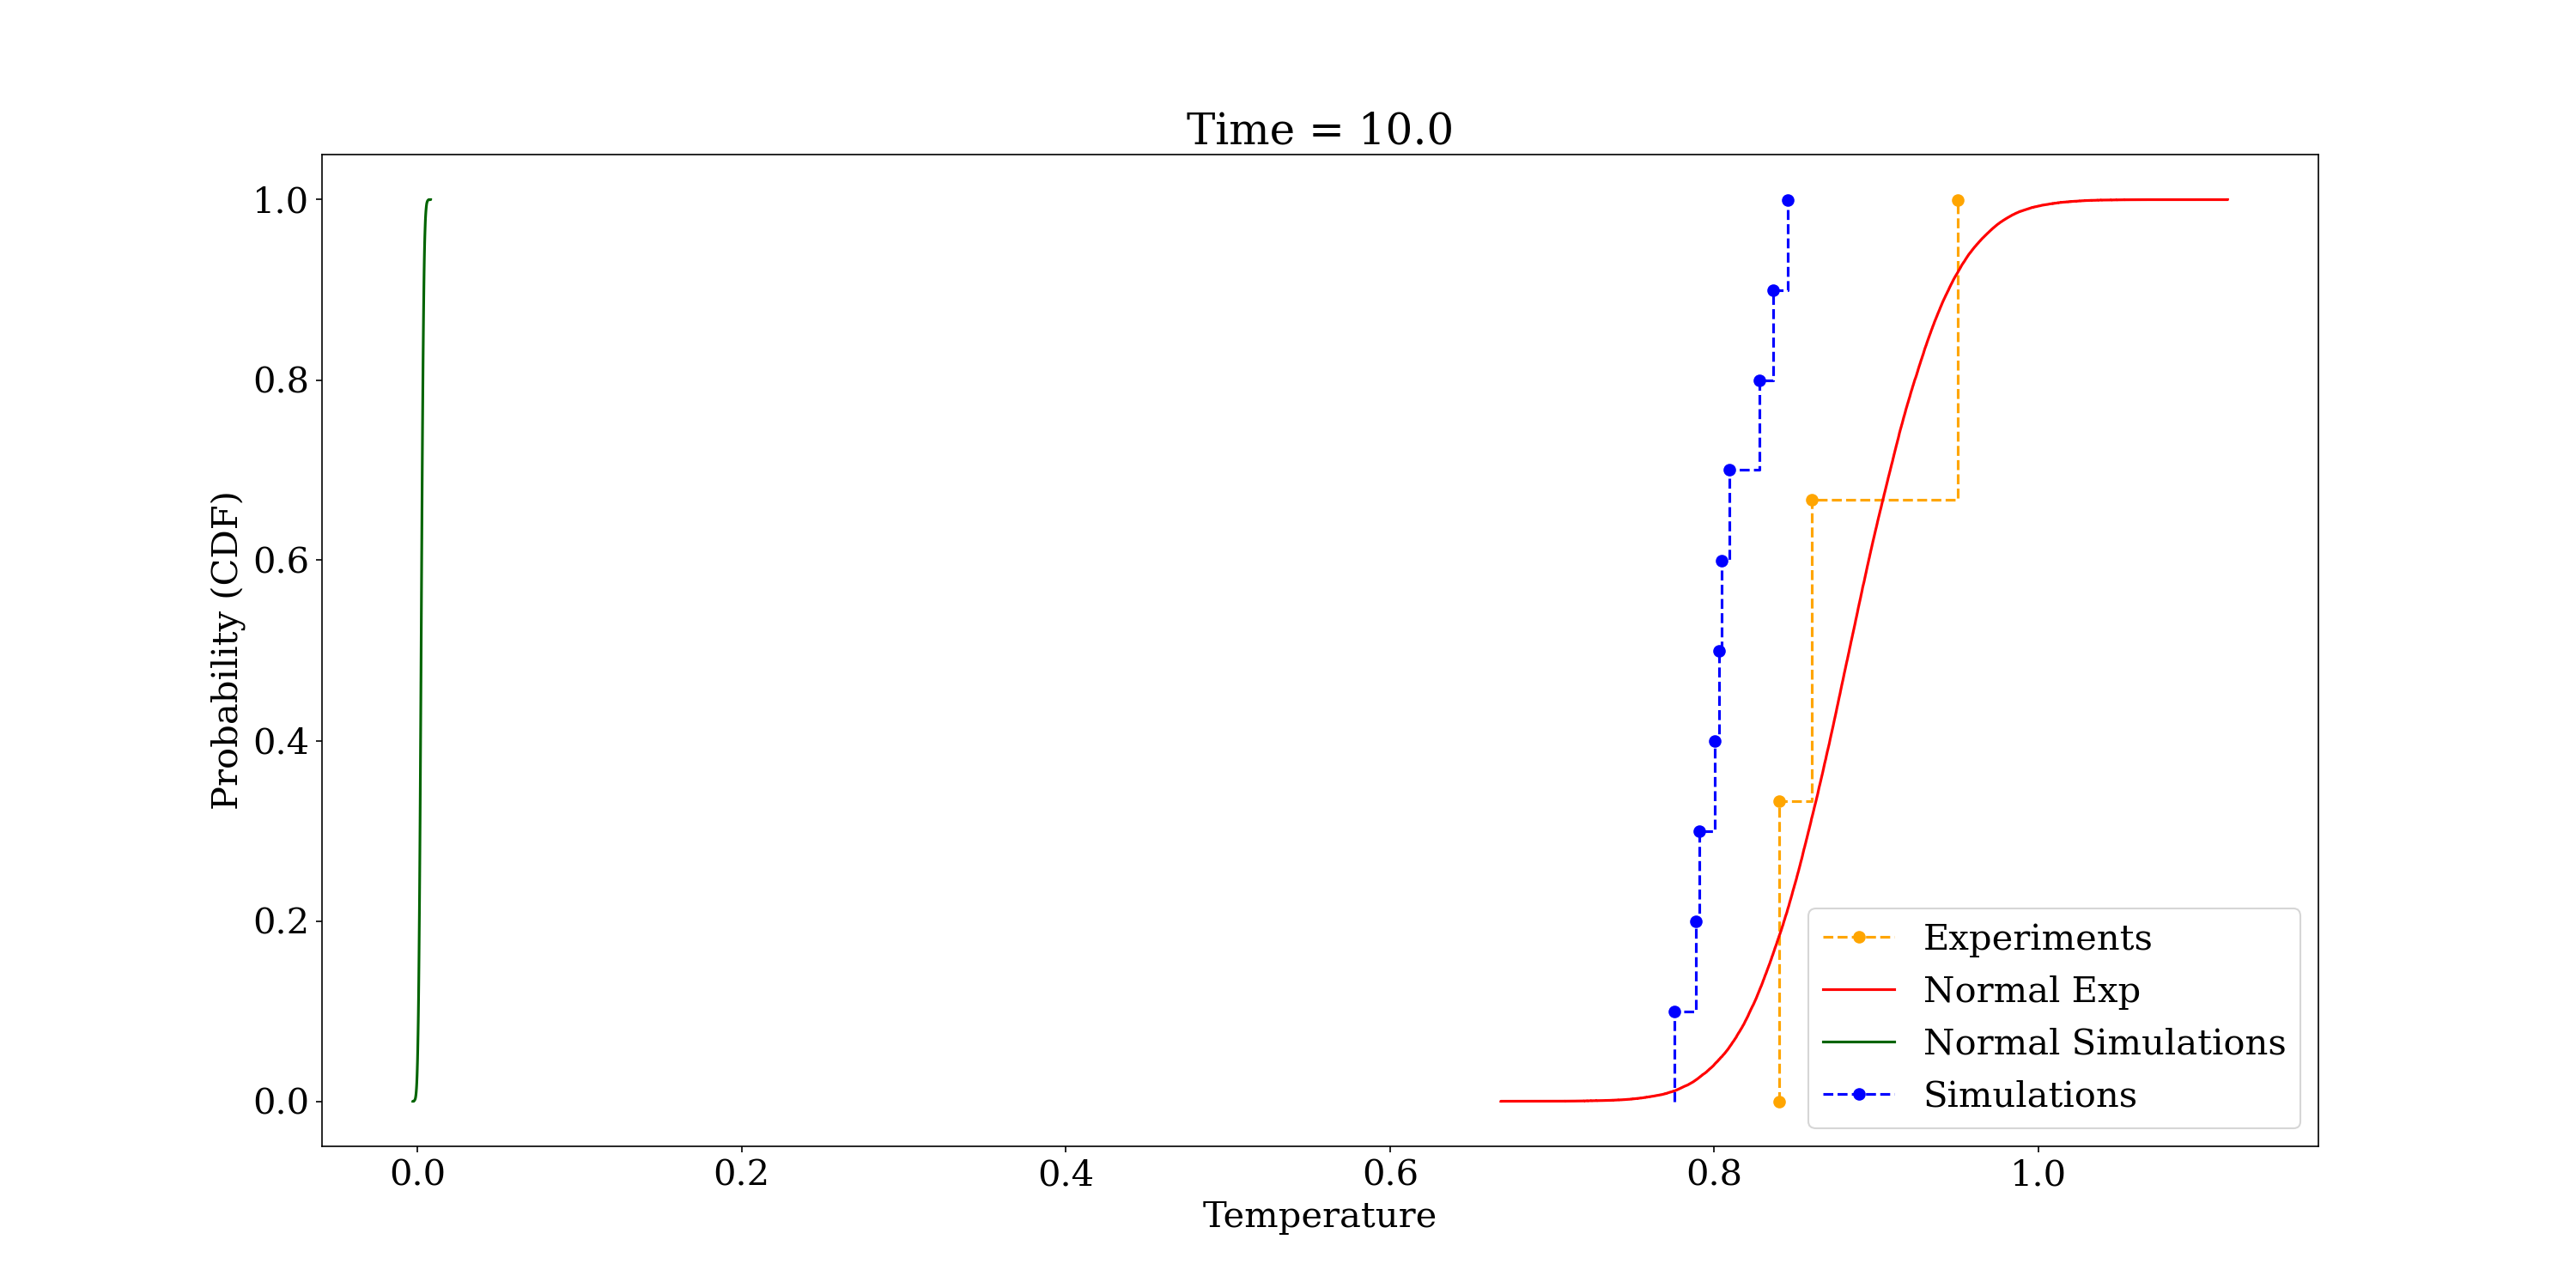 Time = 10.0
1.0
0.8
0.6
0.4
0.2
0.0
Probability (CDF)
0.0 0.2 0.4 0.6 0.8 1.0
Temperature
Experiments
Normal Exp
Normal Simulations
Simulations